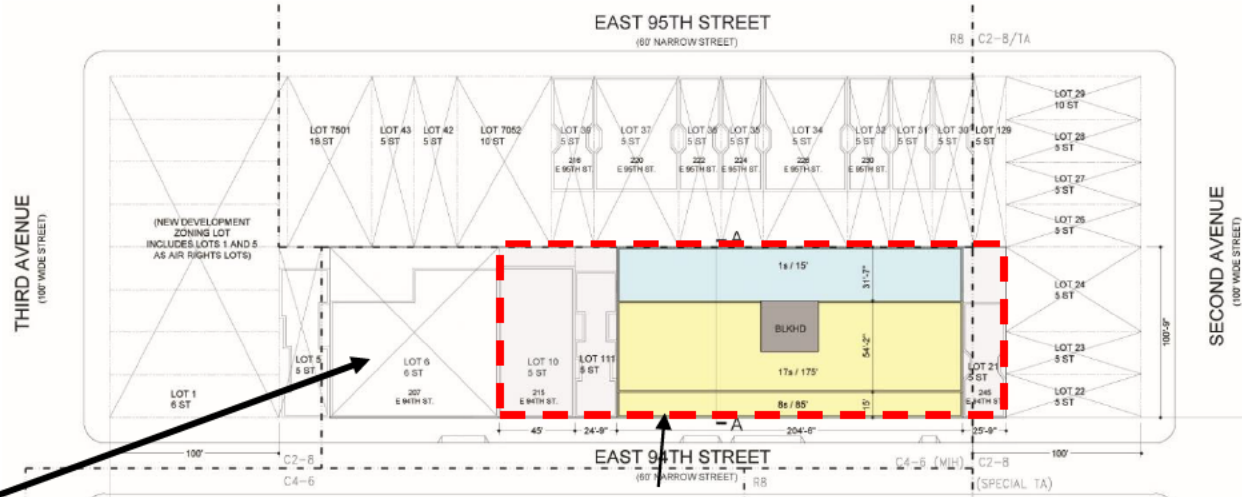 EAST 95TH STREET
(60' NARROW STREET)
R8
C2-8/TA
LOT 7501
18 ST
LOT 43
5 ST
LOT 42
5 ST
LOT 7052
10 ST
LOT 39
5 ST
216
E 95TH ST.
LOT 37
5 ST
220
E 95TH ST.
LOT 36
5 ST
222
E 95TH ST.
LOT 35
5 ST
224
E 95TH ST.
LOT 34
5 ST
228
E 95TH ST.
LOT 32
5 ST
230
E 95TH ST.
LOT 31
5 ST
LOT 30
5 ST
LOT 129
5 ST
LOT 29
10 ST
LOT 28
5 ST
LOT 27
5 ST
LOT 26
5 ST
THIRD AVENUE
(100' WIDE STREET)
(NEW DEVELOPMENT
ZONING LOT
INCLUDES LOTS 1 AND 5
AS AIR RIGHTS LOTS)
SECOND AVENUE
(100' WIDE STREET)
A
1s / 15'
31'-7"
BLKHD
54'-2"
17s / 175'
8s / 85'
15'
A
LOT 1
6 ST
LOT 5
5 ST
LOT 6
6 ST
207
E 94TH ST.
LOT 10
5 ST
215
E 94TH ST.
LOT 111
LOT 21
5 ST
245
E 94TH ST.
LOT 24
5 ST
LOT 23
5 ST
LOT 22
5 ST
100'-9"
100'
45'
24'-9"
204'-6"
25'-9"
100'
C2-8
C4-6
EAST 94TH STREET
(60' NARROW STREET)
R8
C4-6 (MIH)
C2-8
(SPECIAL TA)